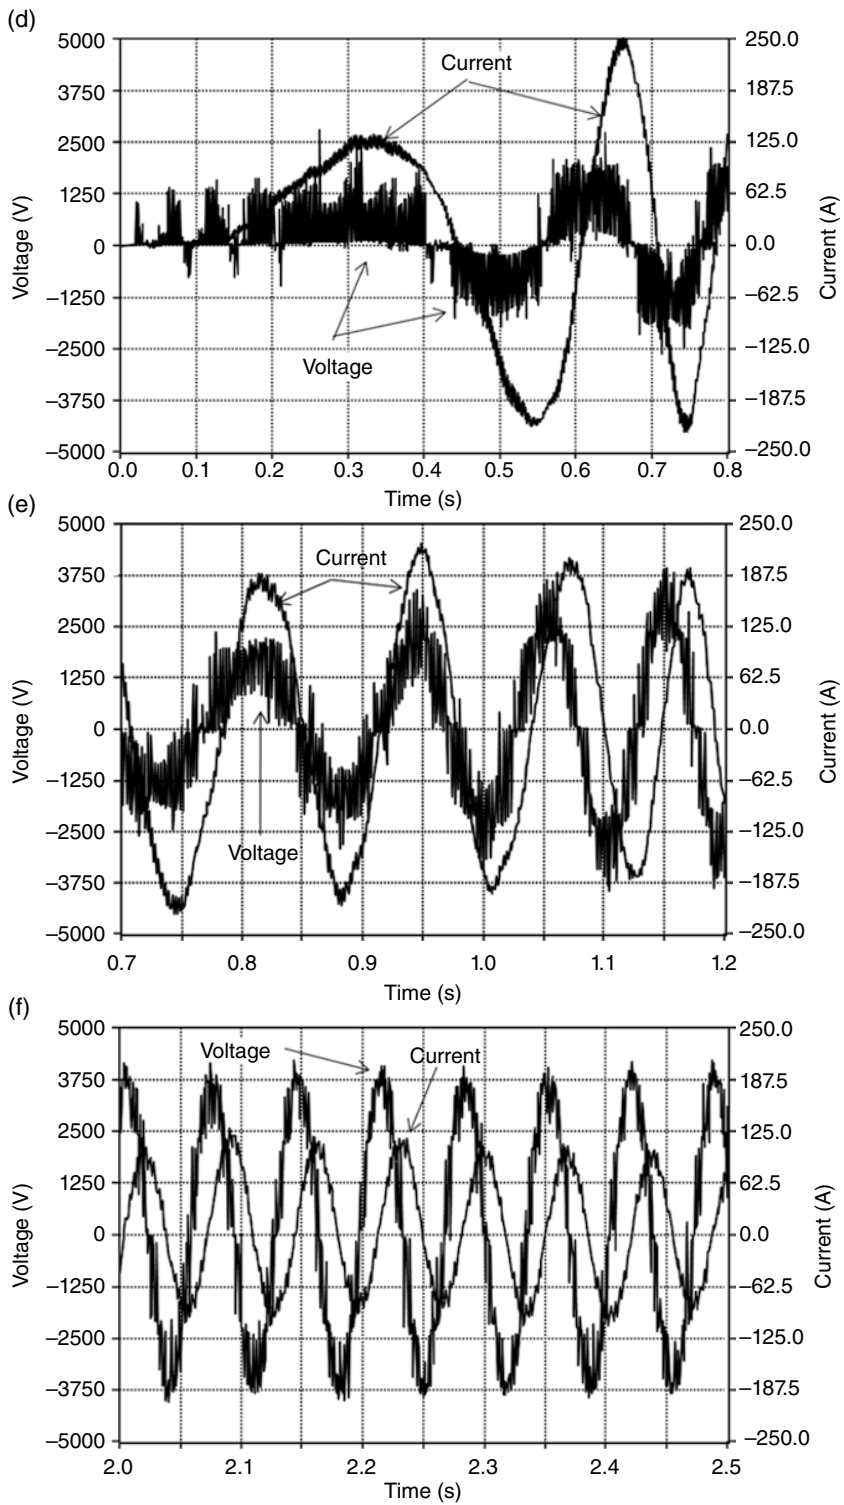 (d)
5000 250.0
3750 187.5
2500 125.0
1250 62.5
0 0.0
–1250 –62.5
–2500 –125.0
–3750 –187.5
–5000 –250.0
Voltage (V)
Current (A)
Current
Voltage
0.0 0.1 0.2 0.3 0.4 0.5 0.6 0.7 0.8
Time (s)
(e)
5000 250.0
3750 187.5
2500 125.0
1250 62.5
0 0.0
–1250 –62.5
–2500 –125.0
–3750 –187.5
–5000 –250.0
Voltage (V)
Current (A)
Current
Voltage
0.7 0.8 0.9 1.0 1.1 1.2
Time (s)
(f)
5000 250.0
3750 187.5
2500 125.0
1250 62.5
0 0.0
–1250 –62.5
–2500 –125.0
–3750 –187.5
–5000 –250.0
Voltage (V)
Current (A)
Voltage
Current
2.0 2.1 2.2 2.3 2.4 2.5
Time (s)